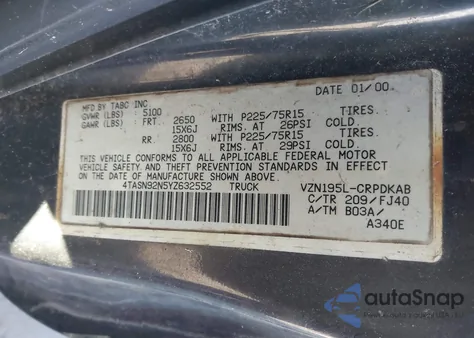 DATE 01/00
MFD BY TABC INC
GVWR (LBS) 5100
GAWR (LBS) FRT. 2650 WITH P225/75R15 TIRES.
15X6J RIMS. AT 26PSI COLD.
RR. 2800 WITH P225/75R15 TIRES.
15X6J RIMS. AT 29PSI COLD.
THIS VEHICLE CONFORMS TO ALL APPLICABLE FEDERAL MOTOR
VEHICLE SAFETY AND THEFT PREVENTION STANDARDS IN
EFFECT ON THE DATE OF MANUFACTURE SHOWN ABOVE.
4TASN92N5YZ632552 TRUCK VZN195L-CRPDKAB
C/TR 209/FJ40
A/TM B03A/
A340E
autoSnap